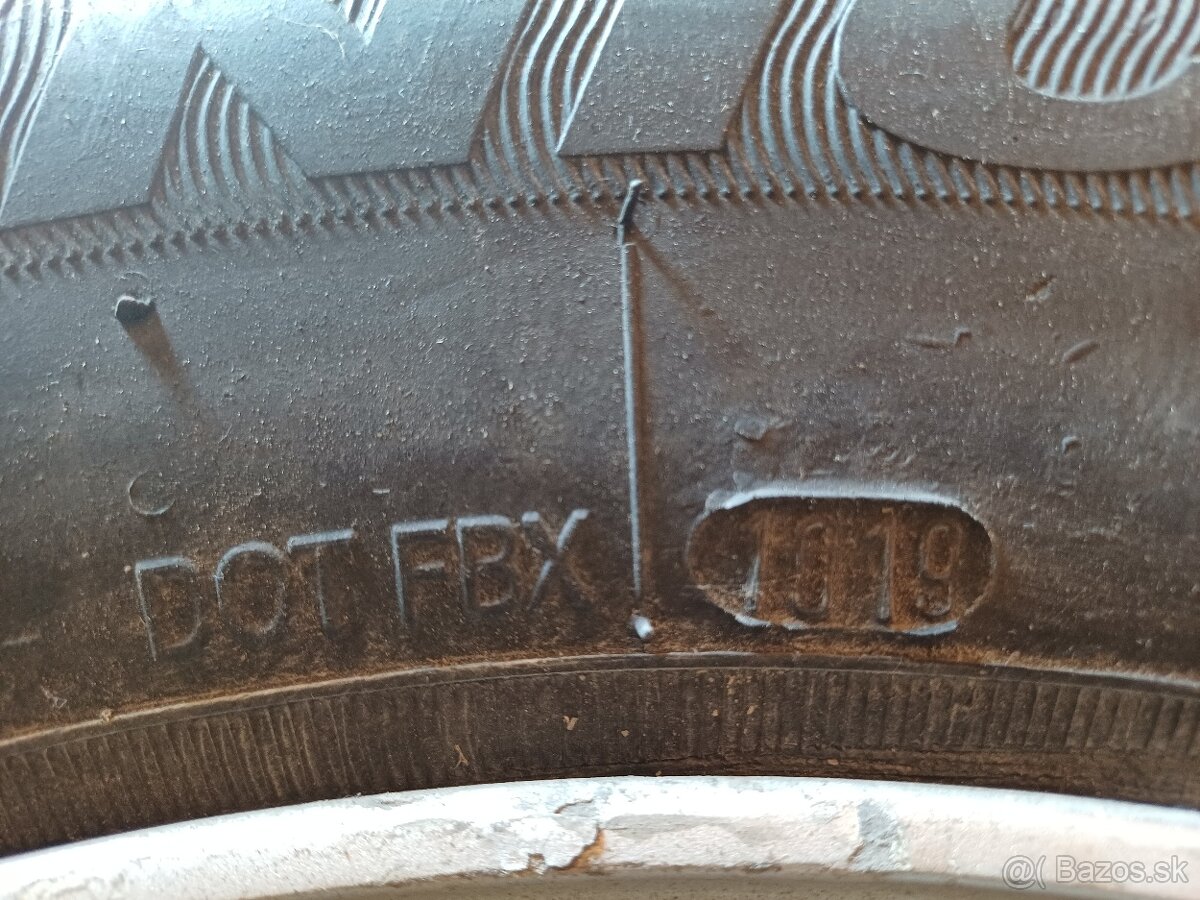 DOT FBX 1019
@( Bazos.sk